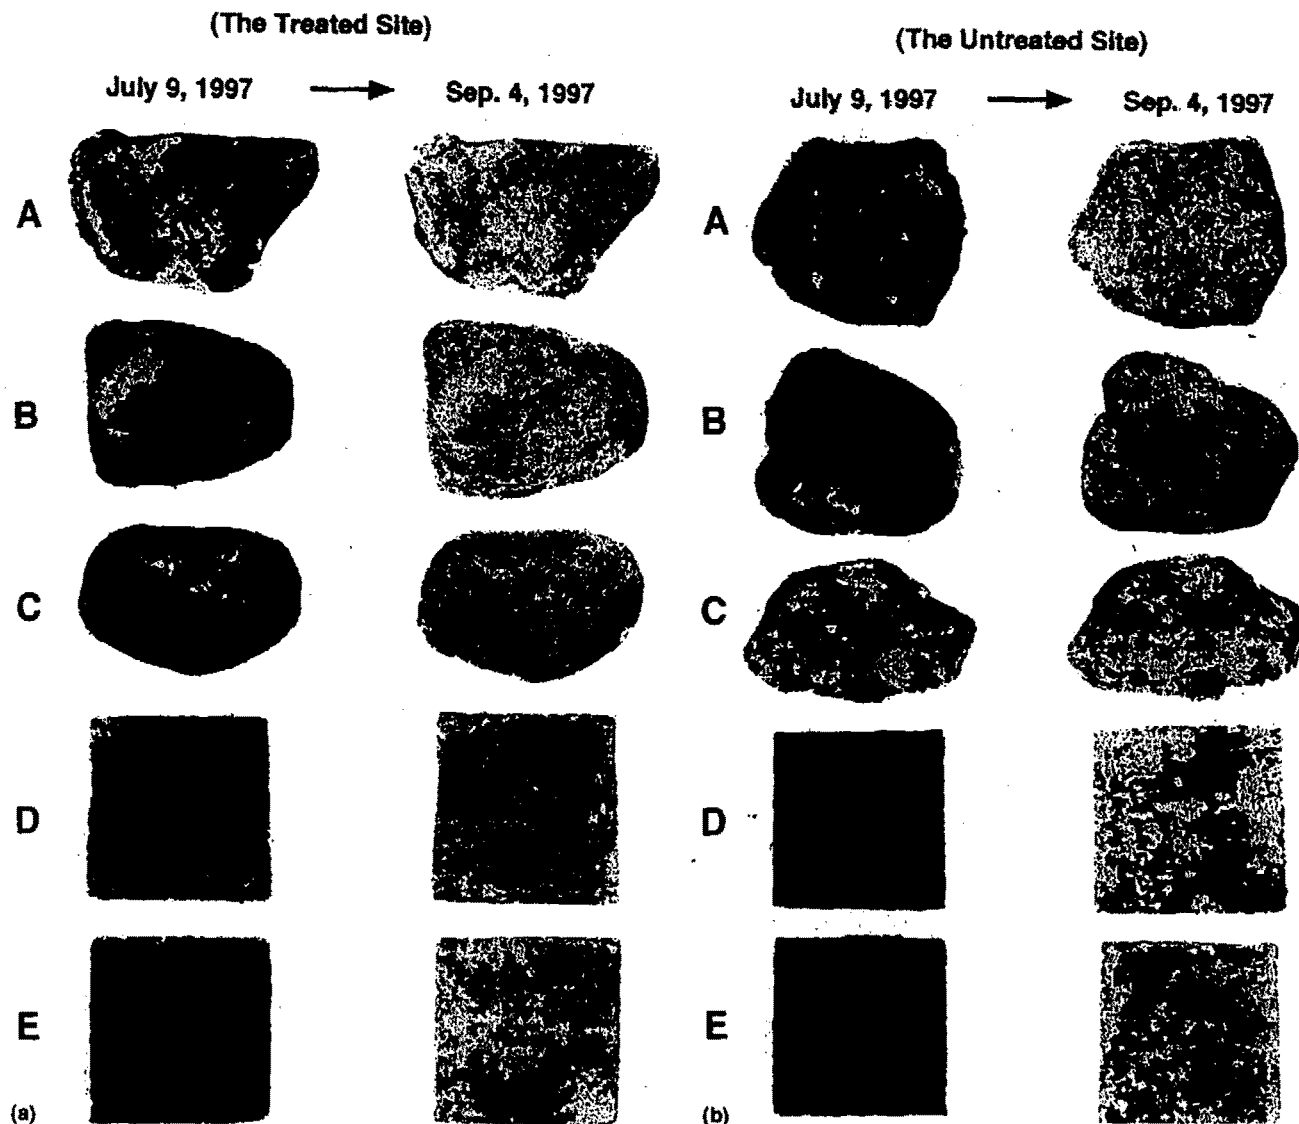 (The Treated Site)
July 9, 1997
Sep. 4, 1997
A
B
C
D
E
(a)
(The Untreated Site)
July 9, 1997
Sep. 4, 1997
A
B
C
D
E
(b)